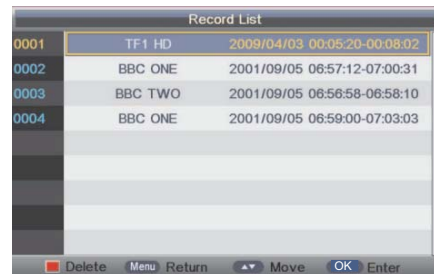 Record List
0001 TF1 HD 2009/04/03 00:05:20-00:08:02
0002 BBC ONE 2001/09/05 06:57:12-07:00:31
0003 BBC TWO 2001/09/05 06:56:58-06:58:10
0004 BBC ONE 2001/09/05 06:59:00-07:03:03
Delete Menu Return Move OK Enter